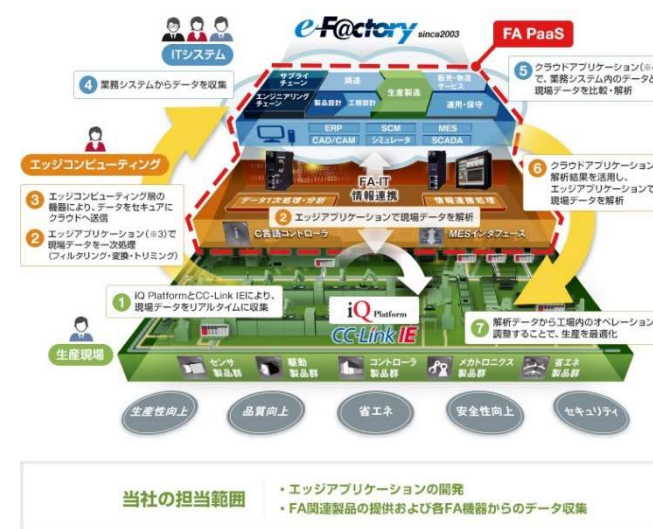 e-F@ctory since2003
FA PaaS
ITシステム
4 業務システムからデータを収集
サプライチェーン
調達
生産製造
販売・物流
サービス
エンジニアリングチェーン
製品設計
工程設計
運用・保守
ERP
SCM
MES
CAD/CAM
シミュレータ
SCADA
5 クラウドアプリケーション(※
で、業務システム内のデータと
現場データを比較・解析
エッジコンピューティング
3 エッジコンピューティング層の
機器により、データをセキュアに
クラウドへ送信
2 エッジアプリケーション(※3)で
現場データを一次処理
(フィルタリング・変換・トリミング)
FA-IT
情報連携
データ1次処理・分析
情報連携処理
2 エッジアプリケーションで現場データを解析
C言語コントローラ
MESインタフェース
6 クラウドアプリケーション
解析結果を活用し、
エッジアプリケーションで
現場データを解析
1 iQ PlatformとCC-Link IEにより、
現場データをリアルタイムに収集
iQ Platform
CC-Link IE
7 解析データから工場内のオペレーション
調整することで、生産を最適化
生産現場
センサ
製品群
駆動
製品群
コントローラ
製品群
メカトロニクス
製品群
省エネ
製品群
生産性向上
品質向上
省エネ
安全性向上
セキュリティ
当社の担当範囲
・エッジアプリケーションの開発
・FA関連製品の提供および各FA機器からのデータ収集